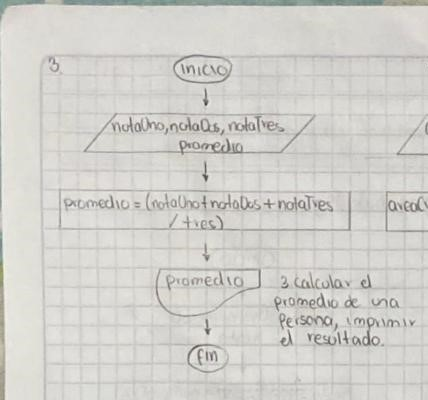 3.
inicio
notaUno, notaDos, notaTres
promedio
promedio = (notaUno + notaDos + notaTres
/ tres)
area(
promedio
3 calcular el
promedio de una
persona, imprimir
el resultado.
fin